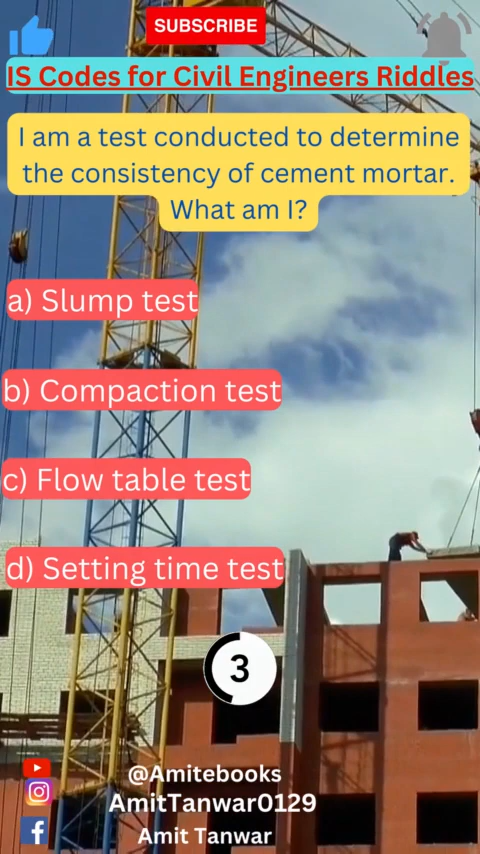 SUBSCRIBE
IS Codes for Civil Engineers Riddles
I am a test conducted to determine
the consistency of cement mortar.
What am I?
a) Slump test
b) Compaction test
c) Flow table test
d) Setting time test
3
@Amitebooks
AmitTanwar0129
Amit Tanwar